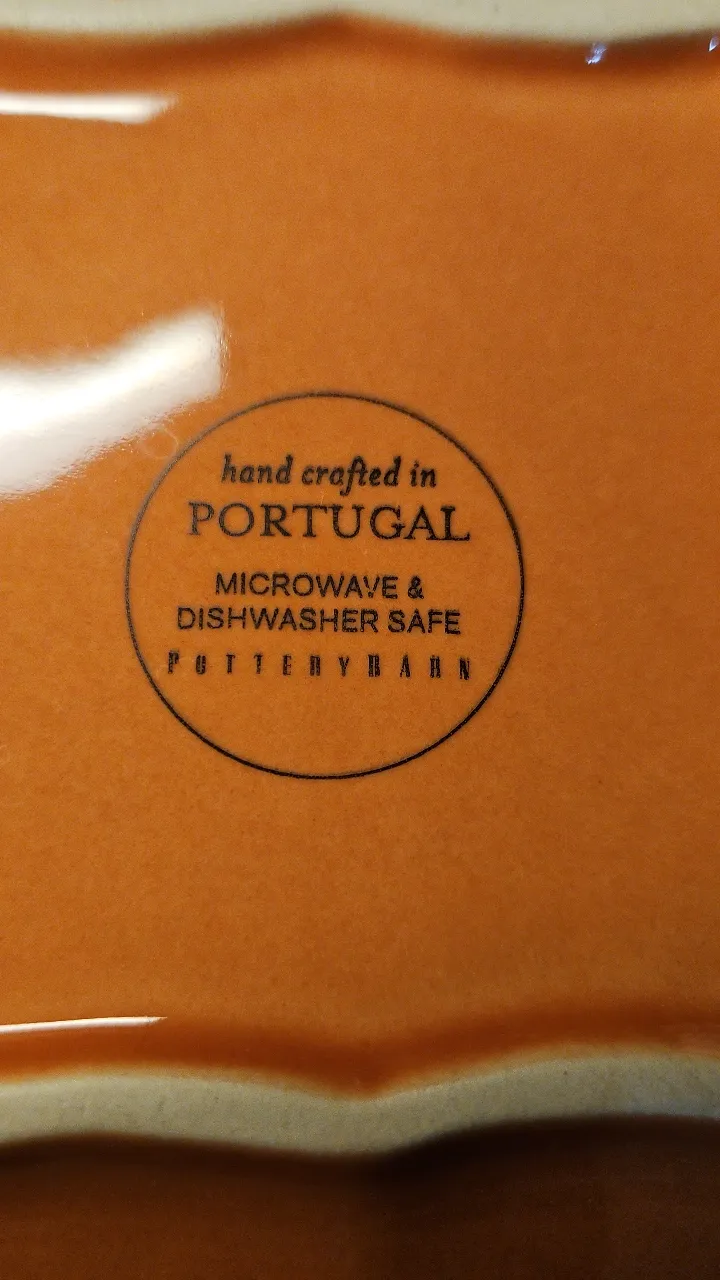 hand crafted in
PORTUGAL
MICROWAVE &
DISHWASHER SAFE
POTTERYBARN